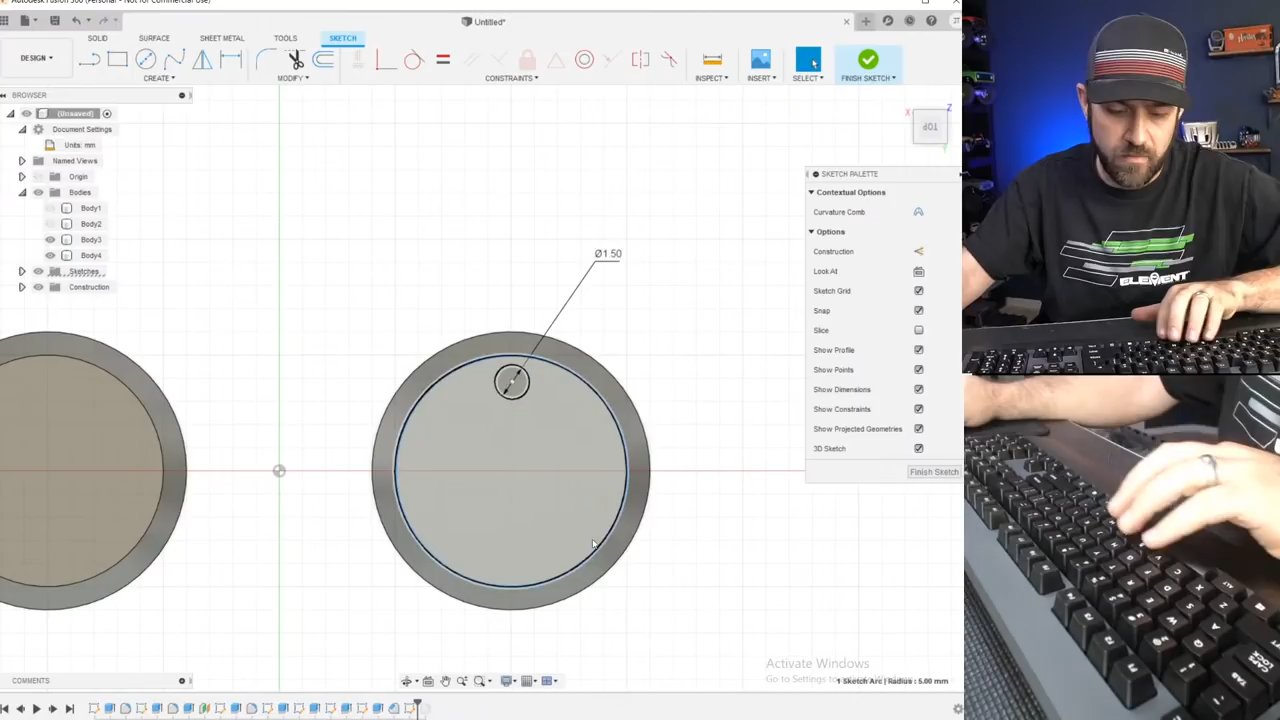 Autodesk Fusion 360 (Personal - Not for Commercial Use)
Untitled*
DESIGN
SOLID SURFACE SHEET METAL TOOLS SKETCH
CREATE MODIFY CONSTRAINTS INSPECT INSERT SELECT FINISH SKETCH
BROWSER
(Unsaved)
Document Settings
Units: mm
Named Views
Origin
Bodies
Body1
Body2
Body3
Body4
Sketches
Construction
Ø1.50
X
Z
Y
TOP
SKETCH PALETTE
Contextual Options
Curvature Comb
Options
Construction
Look At
Sketch Grid
Snap
Slice
Show Profile
Show Points
Show Dimensions
Show Constraints
Show Projected Geometries
3D Sketch
Finish Sketch
Activate Windows
Go to Settings to activate
1 Sketch Arc | Radius : 5.00 mm
COMMENTS
ELEMENT